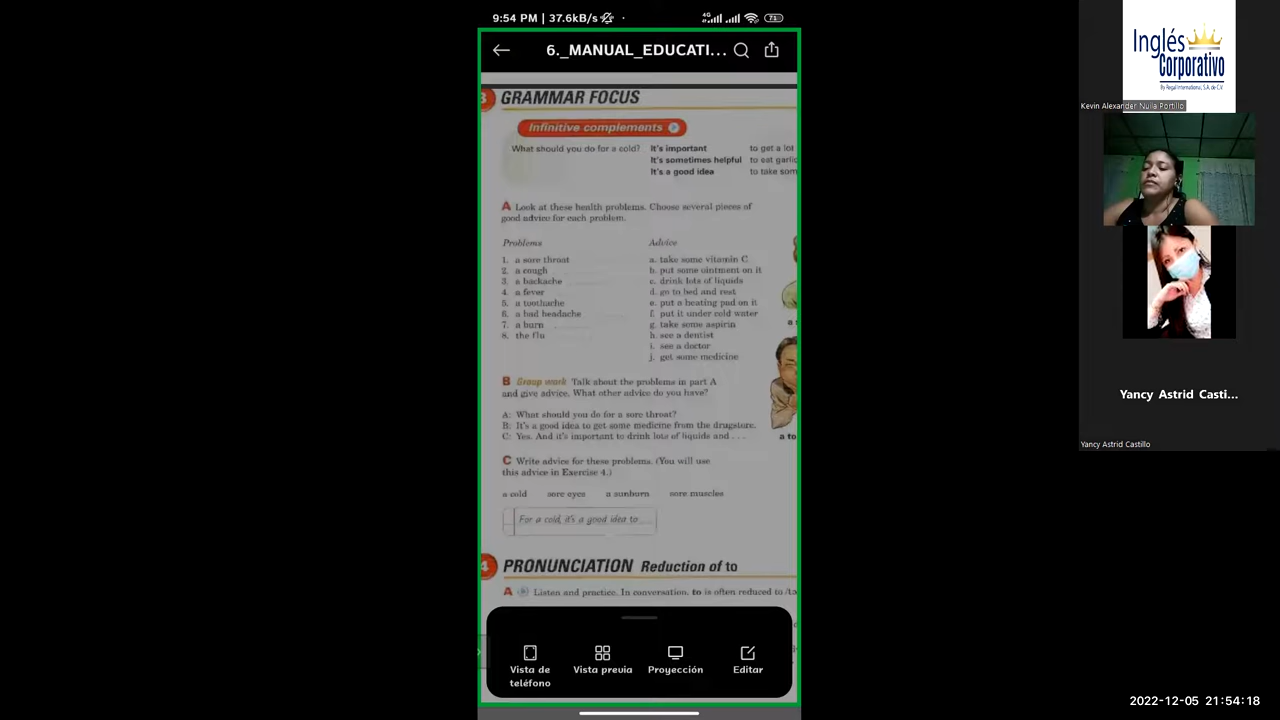 9:54 PM | 37.6kB/s
4G
71
6._MANUAL_EDUCATI...
3 GRAMMAR FOCUS
Infinitive complements
What should you do for a cold? It's important to get a lot
It's sometimes helpful to eat garlic
It's a good idea to take som
A Look at these health problems. Choose several pieces of
good advice for each problem.
Problems Advice
1. a sore throat a. take some vitamin C
2. a cough b. put some ointment on it
3. a backache c. drink lots of liquids
4. a fever d. go to bed and rest
5. a toothache e. put a heating pad on it
6. a bad headache f. put it under cold water
7. a burn g. take some aspirin
8. the flu h. see a dentist
i. see a doctor
j. get some medicine
B Group work Talk about the problems in part A
and give advice. What other advice do you have?
A: What should you do for a sore throat?
B: It's a good idea to get some medicine from the drugstore.
C: Yes. And it's important to drink lots of liquids and . . .
a to
C Write advice for these problems. (You will use
this advice in Exercise 4.)
a cold sore eyes a sunburn sore muscles
For a cold, it's a good idea to
4 PRONUNCIATION Reduction of to
A Listen and practice. In conversation, to is often reduced to
Vista de
teléfono
Vista previa
Proyección
Editar
Inglés
Corporativo
By Regal International, S.A. de C.V.
Kevin Alexander Nuila Portillo
Yancy Astrid Casti...
Yancy Astrid Castillo
2022-12-05 21:54:18